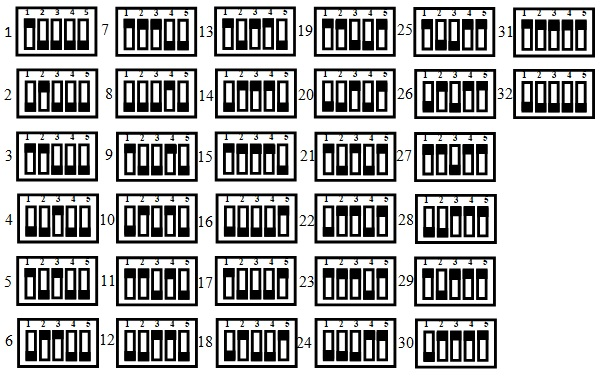 1 1 2 3 4 5 7 1 2 3 4 5 13 1 2 3 4 5 19 1 2 3 4 5 25 1 2 3 4 5 31 1 2 3 4 5
2 1 2 3 4 5 8 1 2 3 4 5 14 1 2 3 4 5 20 1 2 3 4 5 26 1 2 3 4 5 32 1 2 3 4 5
3 1 2 3 4 5 9 1 2 3 4 5 15 1 2 3 4 5 21 1 2 3 4 5 27 1 2 3 4 5
4 1 2 3 4 5 10 1 2 3 4 5 16 1 2 3 4 5 22 1 2 3 4 5 28 1 2 3 4 5
5 1 2 3 4 5 11 1 2 3 4 5 17 1 2 3 4 5 23 1 2 3 4 5 29 1 2 3 4 5
6 1 2 3 4 5 12 1 2 3 4 5 18 1 2 3 4 5 24 1 2 3 4 5 30 1 2 3 4 5